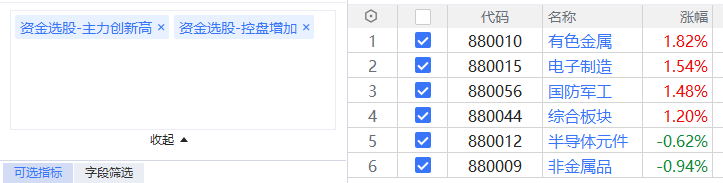 资金选股-主力创新高 × 资金选股-控盘增加 ×
收起 ▲
可选指标 字段筛选
代码 名称 涨幅
1 880010 有色金属 1.82%
2 880015 电子制造 1.54%
3 880056 国防军工 1.48%
4 880044 综合板块 1.20%
5 880012 半导体元件 -0.62%
6 880009 非金属品 -0.94%